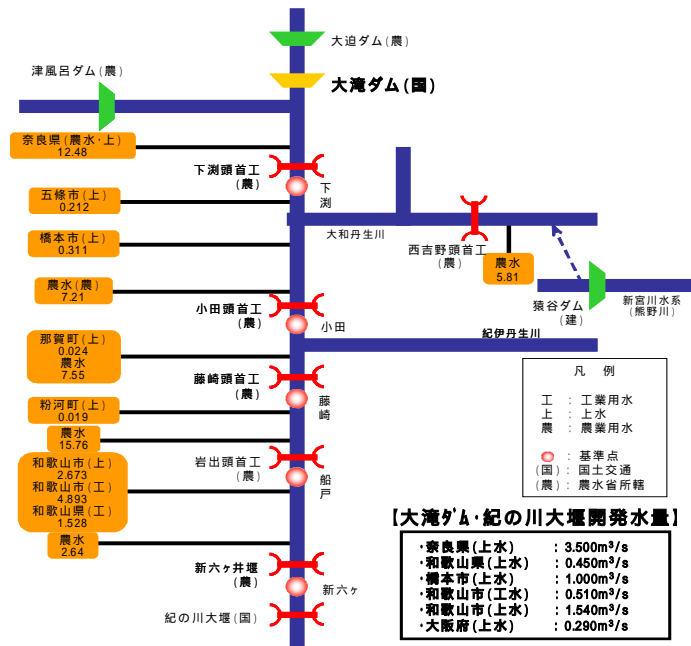 大迫ダム(農)
津風呂ダム(農)
大滝ダム(国)
奈良県(農水・上)
12.48
下渕頭首工
(農)
下渕
五條市(上)
0.212
大和丹生川
西吉野頭首工
(農)
農水
5.81
橋本市(上)
0.311
農水(農)
7.21
猿谷ダム
(建)
新宮川水系
(熊野川)
小田頭首工
(農)
小田
紀伊丹生川
那賀町(上)
0.024
農水
7.55
藤崎頭首工
(農)
藤崎
粉河町(上)
0.019
農水
15.76
岩出頭首工
(農)
船戸
和歌山市(上)
2.673
和歌山市(工)
4.893
和歌山県(工)
1.528
農水
2.64
新六ヶ井堰
(農)
新六ヶ
紀の川大堰(国)
凡 例
工 : 工業用水
上 : 上水
農 : 農業用水
: 基準点
(国) : 国土交通
(農) : 農水省所轄
【大滝ダム・紀の川大堰開発水量】
・奈良県(上水) : 3.500m³/s
・和歌山県(上水) : 0.450m³/s
・橋本市(上水) : 1.000m³/s
・和歌山市(工水) : 0.510m³/s
・和歌山市(上水) : 1.540m³/s
・大阪府(上水) : 0.290m³/s